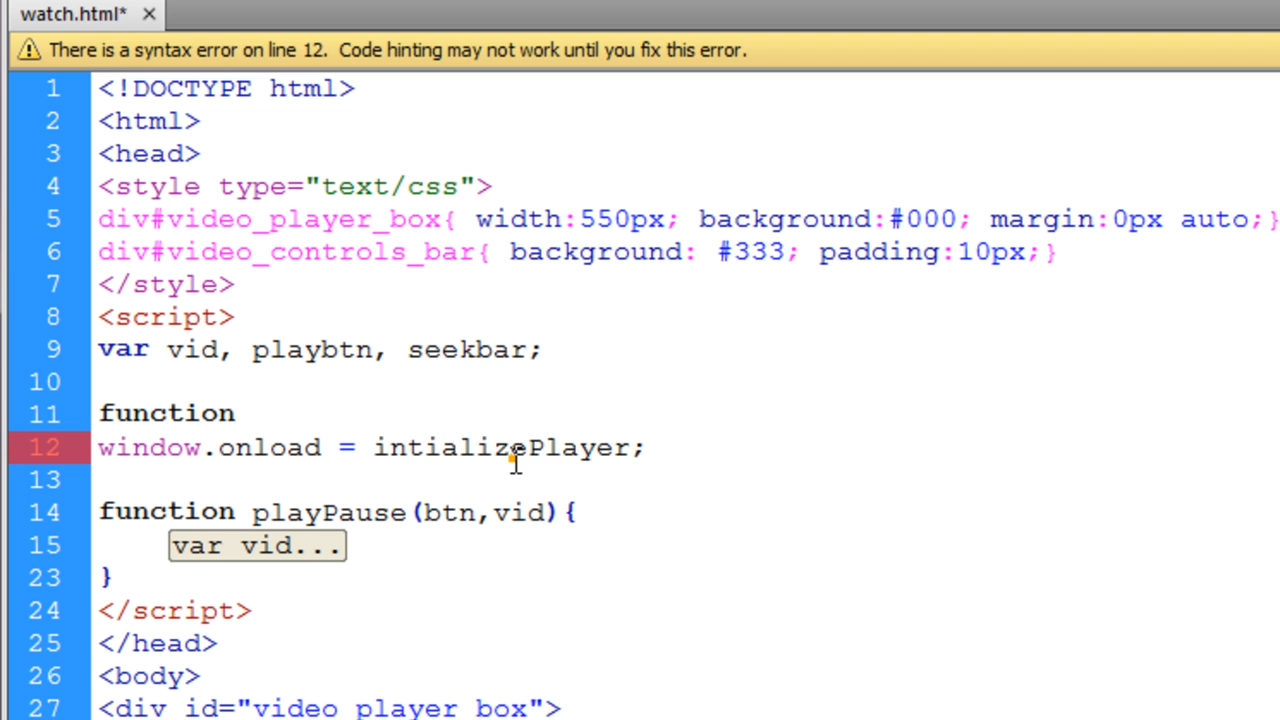 watch.html* ×
There is a syntax error on line 12. Code hinting may not work until you fix this error.
1 <!DOCTYPE html>
2 <html>
3 <head>
4 <style type="text/css">
5 div#video_player_box{ width:550px; background:#000; margin:0px auto;}
6 div#video_controls_bar{ background: #333; padding:10px;}
7 </style>
8 <script>
9 var vid, playbtn, seekbar;
10
11 function
12 window.onload = intializePlayer;
13
14 function playPause(btn,vid){
15 var vid...
23 }
24 </script>
25 </head>
26 <body>
27 <div id="video_player_box">